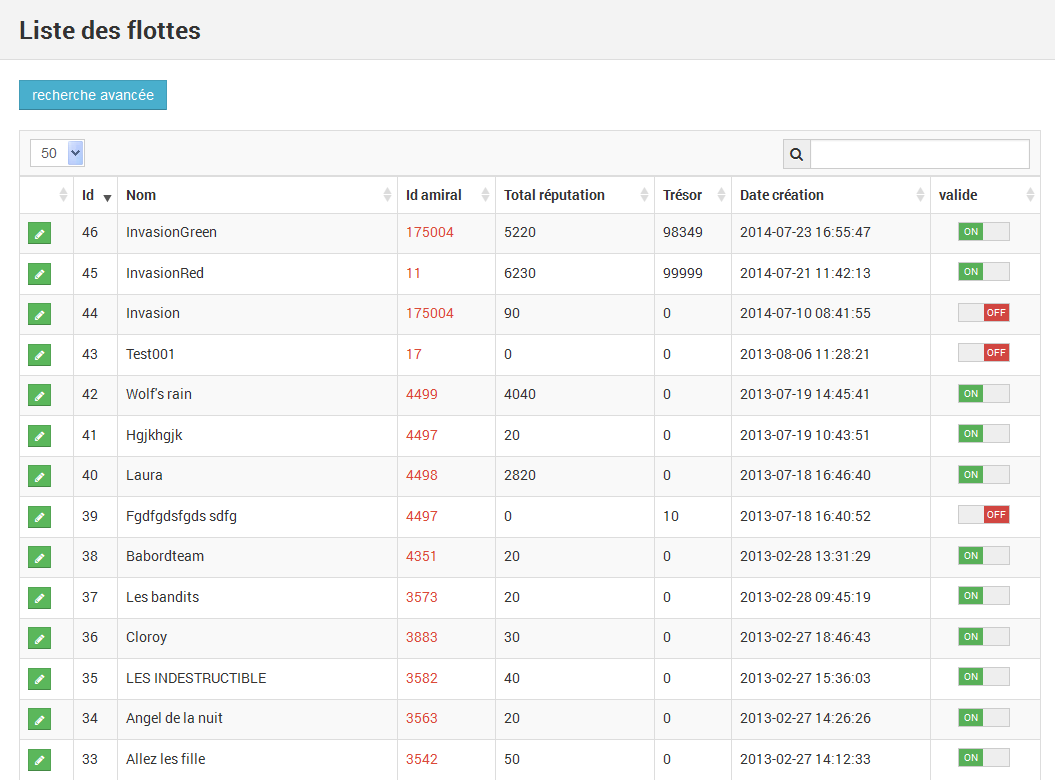 Liste des flottes
recherche avancée
50
Id Nom Id amiral Total réputation Trésor Date création valide
46 InvasionGreen 175004 5220 98349 2014-07-23 16:55:47 ON
45 InvasionRed 11 6230 99999 2014-07-21 11:42:13 ON
44 Invasion 175004 90 0 2014-07-10 08:41:55 OFF
43 Test001 17 0 0 2013-08-06 11:28:21 OFF
42 Wolf's rain 4499 4040 0 2013-07-19 14:45:41 ON
41 Hgjkhgjk 4497 20 0 2013-07-19 10:43:51 ON
40 Laura 4498 2820 0 2013-07-18 16:46:40 ON
39 Fgdfgdsfgds sdfg 4497 0 10 2013-07-18 16:40:52 OFF
38 Babordteam 4351 20 0 2013-02-28 13:31:29 ON
37 Les bandits 3573 20 0 2013-02-28 09:45:19 ON
36 Cloroy 3883 30 0 2013-02-27 18:46:43 ON
35 LES INDESTRUCTIBLE 3582 40 0 2013-02-27 15:36:03 ON
34 Angel de la nuit 3563 20 0 2013-02-27 14:26:26 ON
33 Allez les fille 3542 50 0 2013-02-27 14:12:33 ON